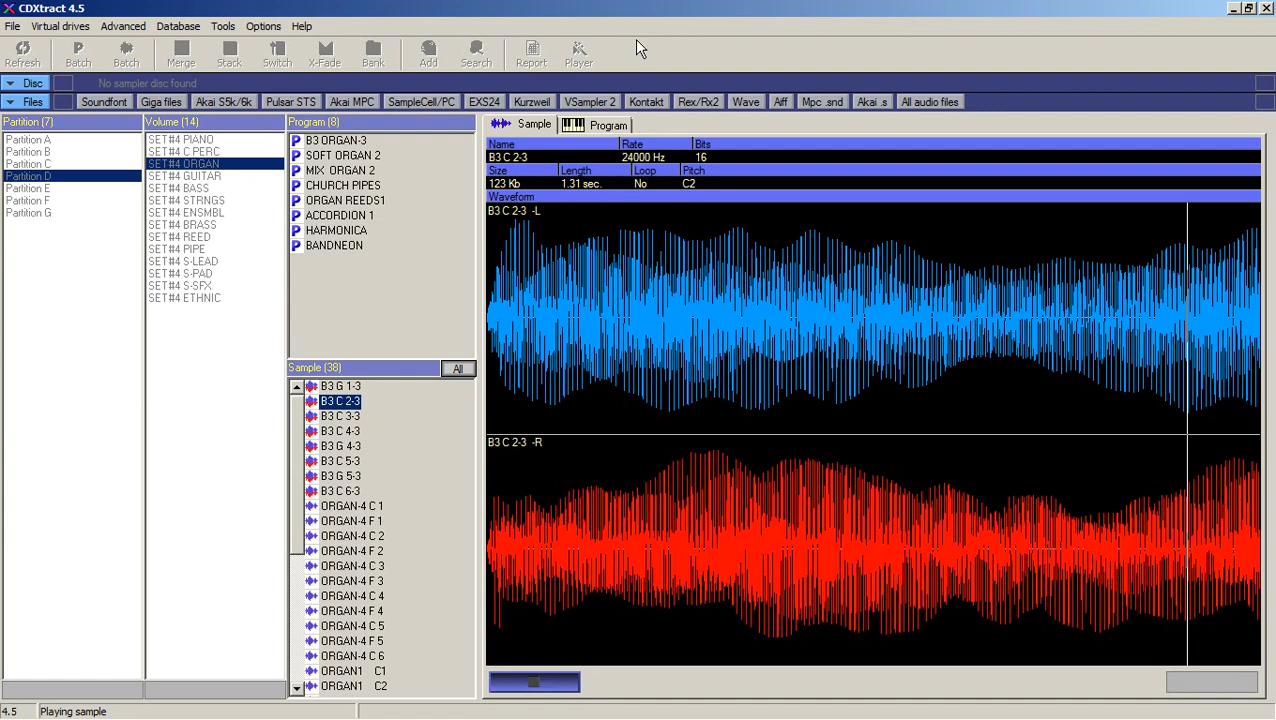 CDXtract 4.5
File Virtual drives Advanced Database Tools Options Help
Refresh Batch Batch Merge Stack Switch X-Fade Bank Add Search Report Player
Disc No sampler disc found
Files Soundfont Giga files Akai S5k/6k Pulsar STS Akai MPC SampleCell/PC EXS24 Kurzweil VSampler 2 Kontakt Rex/Rx2 Wave Aiff Mpc .snd Akai .s All audio files
Partition (7)
Partition A
Partition B
Partition C
Partition D
Partition E
Partition F
Partition G
Volume (14)
SET#4 PIANO
SET#4 C PERC
SET#4 ORGAN
SET#4 GUITAR
SET#4 BASS
SET#4 STRNGS
SET#4 ENSMBL
SET#4 BRASS
SET#4 REED
SET#4 PIPE
SET#4 S-LEAD
SET#4 S-PAD
SET#4 S-SFX
SET#4 ETHNIC
Program (8)
P B3 ORGAN-3
P SOFT ORGAN 2
P MIX ORGAN 2
P CHURCH PIPES
P ORGAN REEDS1
P ACCORDION 1
P HARMONICA
P BANDNEON
Sample (38) All
B3 G 1-3
B3 C 2-3
B3 C 3-3
B3 C 4-3
B3 G 4-3
B3 C 5-3
B3 G 5-3
B3 C 6-3
ORGAN-4 C 1
ORGAN-4 F 1
ORGAN-4 C 2
ORGAN-4 F 2
ORGAN-4 C 3
ORGAN-4 F 3
ORGAN-4 C 4
ORGAN-4 F 4
ORGAN-4 C 5
ORGAN-4 F 5
ORGAN-4 C 6
ORGAN1 C1
ORGAN1 C2
Sample Program
Name Rate Bits
B3 C 2-3 24000 Hz 16
Size Length Loop Pitch
123 Kb 1.31 sec. No C2
Waveform
B3 C 2-3 -L
B3 C 2-3 -R
4.5 Playing sample